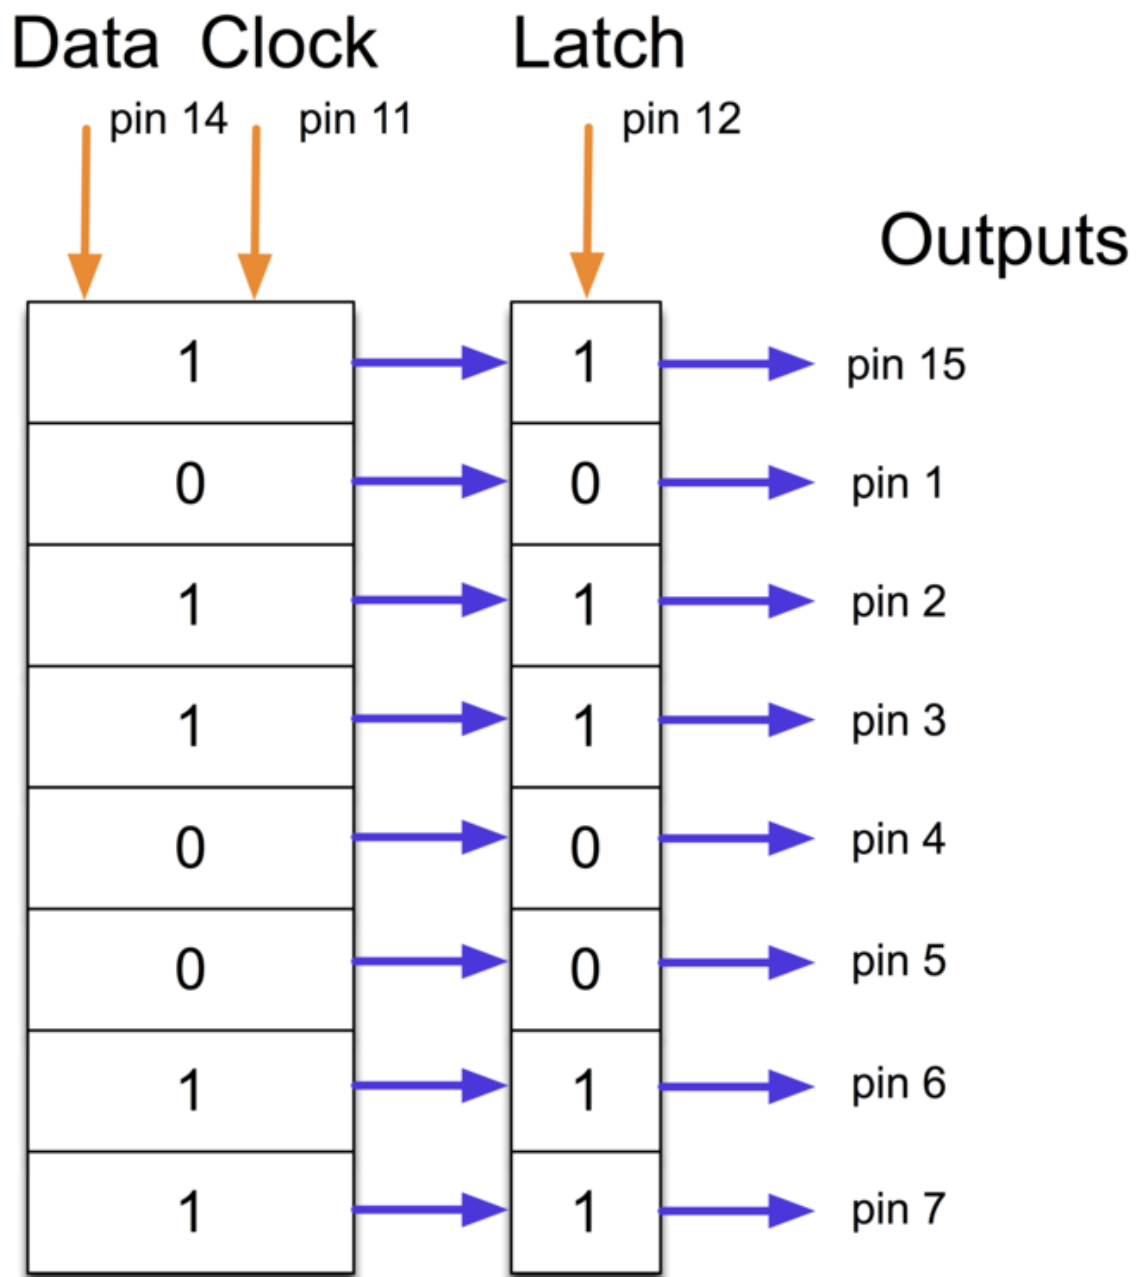 Data Clock Latch
pin 14 pin 11 pin 12
Outputs
1 1 pin 15
0 0 pin 1
1 1 pin 2
1 1 pin 3
0 0 pin 4
0 0 pin 5
1 1 pin 6
1 1 pin 7